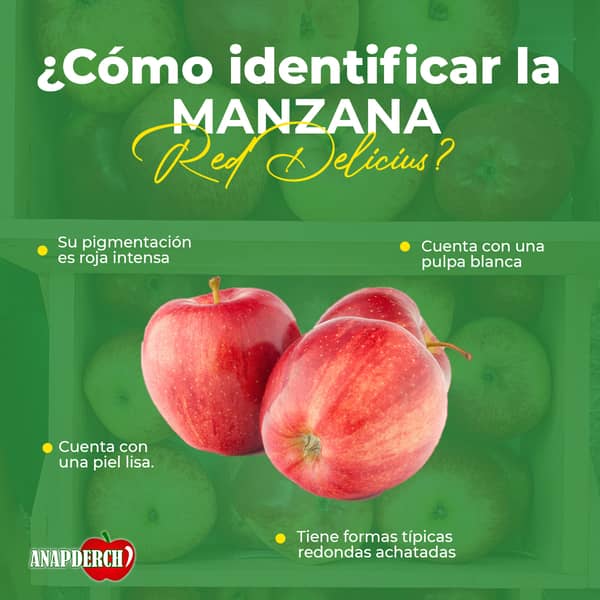 ¿Cómo identificar la
MANZANA
Red Delicius?
Su pigmentación
es roja intensa
Cuenta con una
pulpa blanca
Cuenta con
una piel lisa.
Tiene formas típicas
redondas achatadas
ANAPDERCH